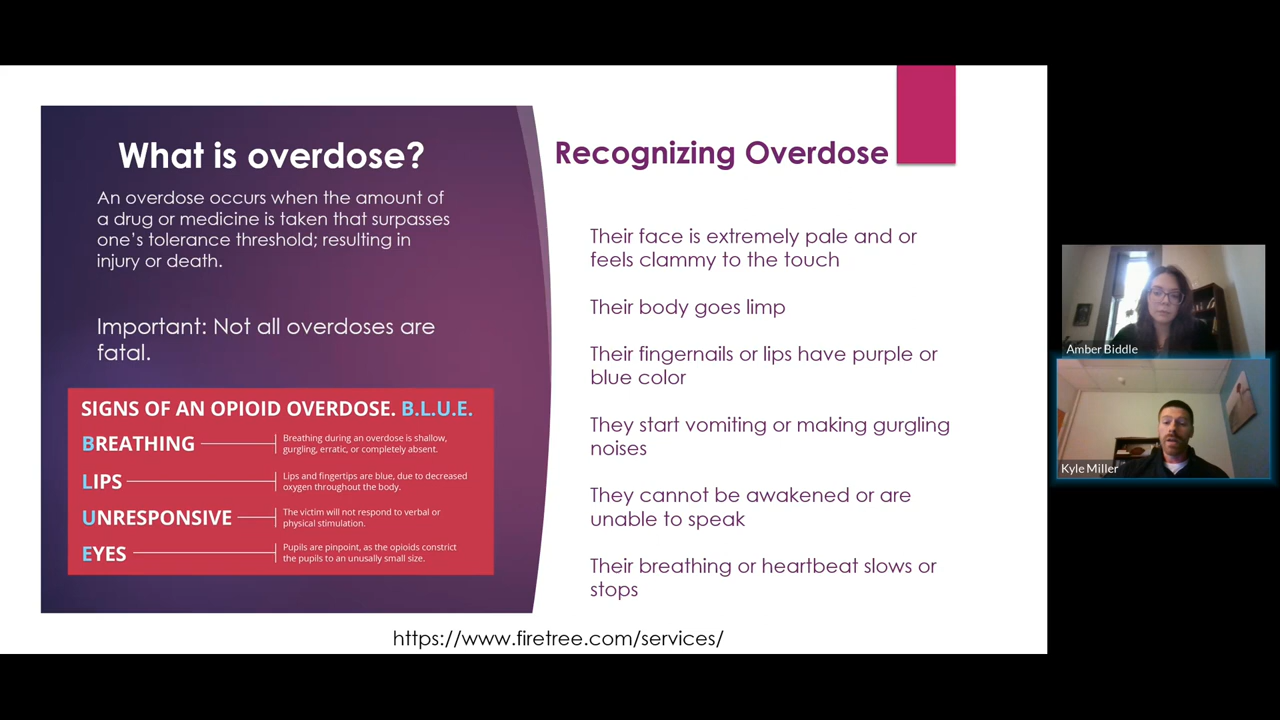 What is overdose?
An overdose occurs when the amount of
a drug or medicine is taken that surpasses
one’s tolerance threshold; resulting in
injury or death.
Important: Not all overdoses are
fatal.
SIGNS OF AN OPIOID OVERDOSE. B.L.U.E.
BREATHING
Breathing during an overdose is shallow,
gurgling, erratic, or completely absent.
LIPS
Lips and fingertips are blue, due to decreased
oxygen throughout the body.
UNRESPONSIVE
The victim will not respond to verbal or
physical stimulation.
EYES
Pupils are pinpoint, as the opioids constrict
the pupils to an unusually small size.
Recognizing Overdose
Their face is extremely pale and or
feels clammy to the touch
Their body goes limp
Their fingernails or lips have purple or
blue color
They start vomiting or making gurgling
noises
They cannot be awakened or are
unable to speak
Their breathing or heartbeat slows or
stops
https://www.firetree.com/services/
Amber Biddle
Kyle Miller